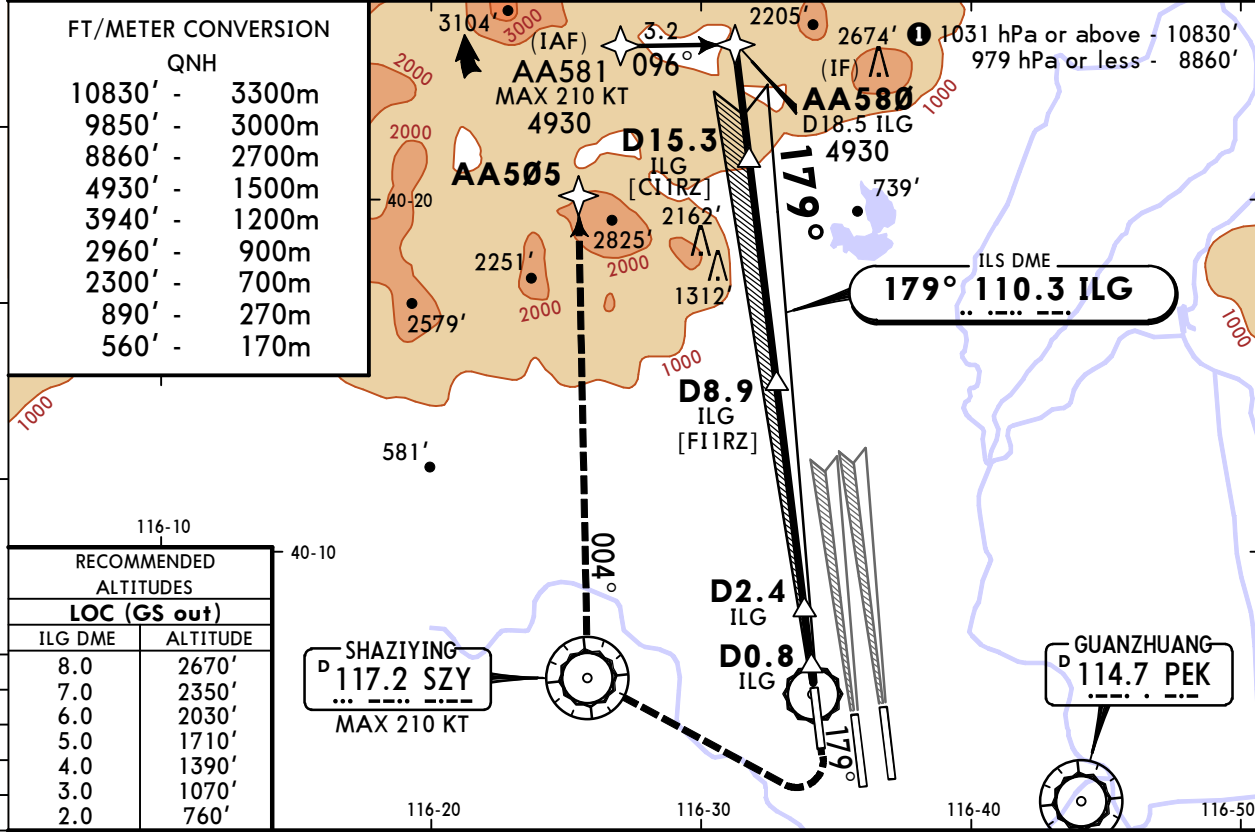 FT/METER CONVERSION
QNH
10830' - 3300m
9850' - 3000m
8860' - 2700m
4930' - 1500m
3940' - 1200m
2960' - 900m
2300' - 700m
890' - 270m
560' - 170m
3104'
3000
2000
(IAF)
AA581
MAX 210 KT
4930
3.2
096°
2205'
2674'
(IF)
AA580
D18.5 ILG
4930
1 1031 hPa or above - 10830'
979 hPa or less - 8860'
1000
2000
AA505
D15.3
ILG
[CI1RZ]
179°
40-20
739'
2162'
2825'
2000
2251'
2000
1312'
2579'
ILS DME
179° 110.3 ILG
1000
1000
1000
D8.9
ILG
[FI1RZ]
581'
116-10
40-10
004°
RECOMMENDED
ALTITUDES
LOC (GS out)
ILG DME ALTITUDE
8.0 2670'
7.0 2350'
6.0 2030'
5.0 1710'
4.0 1390'
3.0 1070'
2.0 760'
D2.4
ILG
D0.8
ILG
SHAZIYING
D 117.2 SZY
MAX 210 KT
179°
GUANZHUANG
D 114.7 PEK
116-20
116-30
116-40
116-50